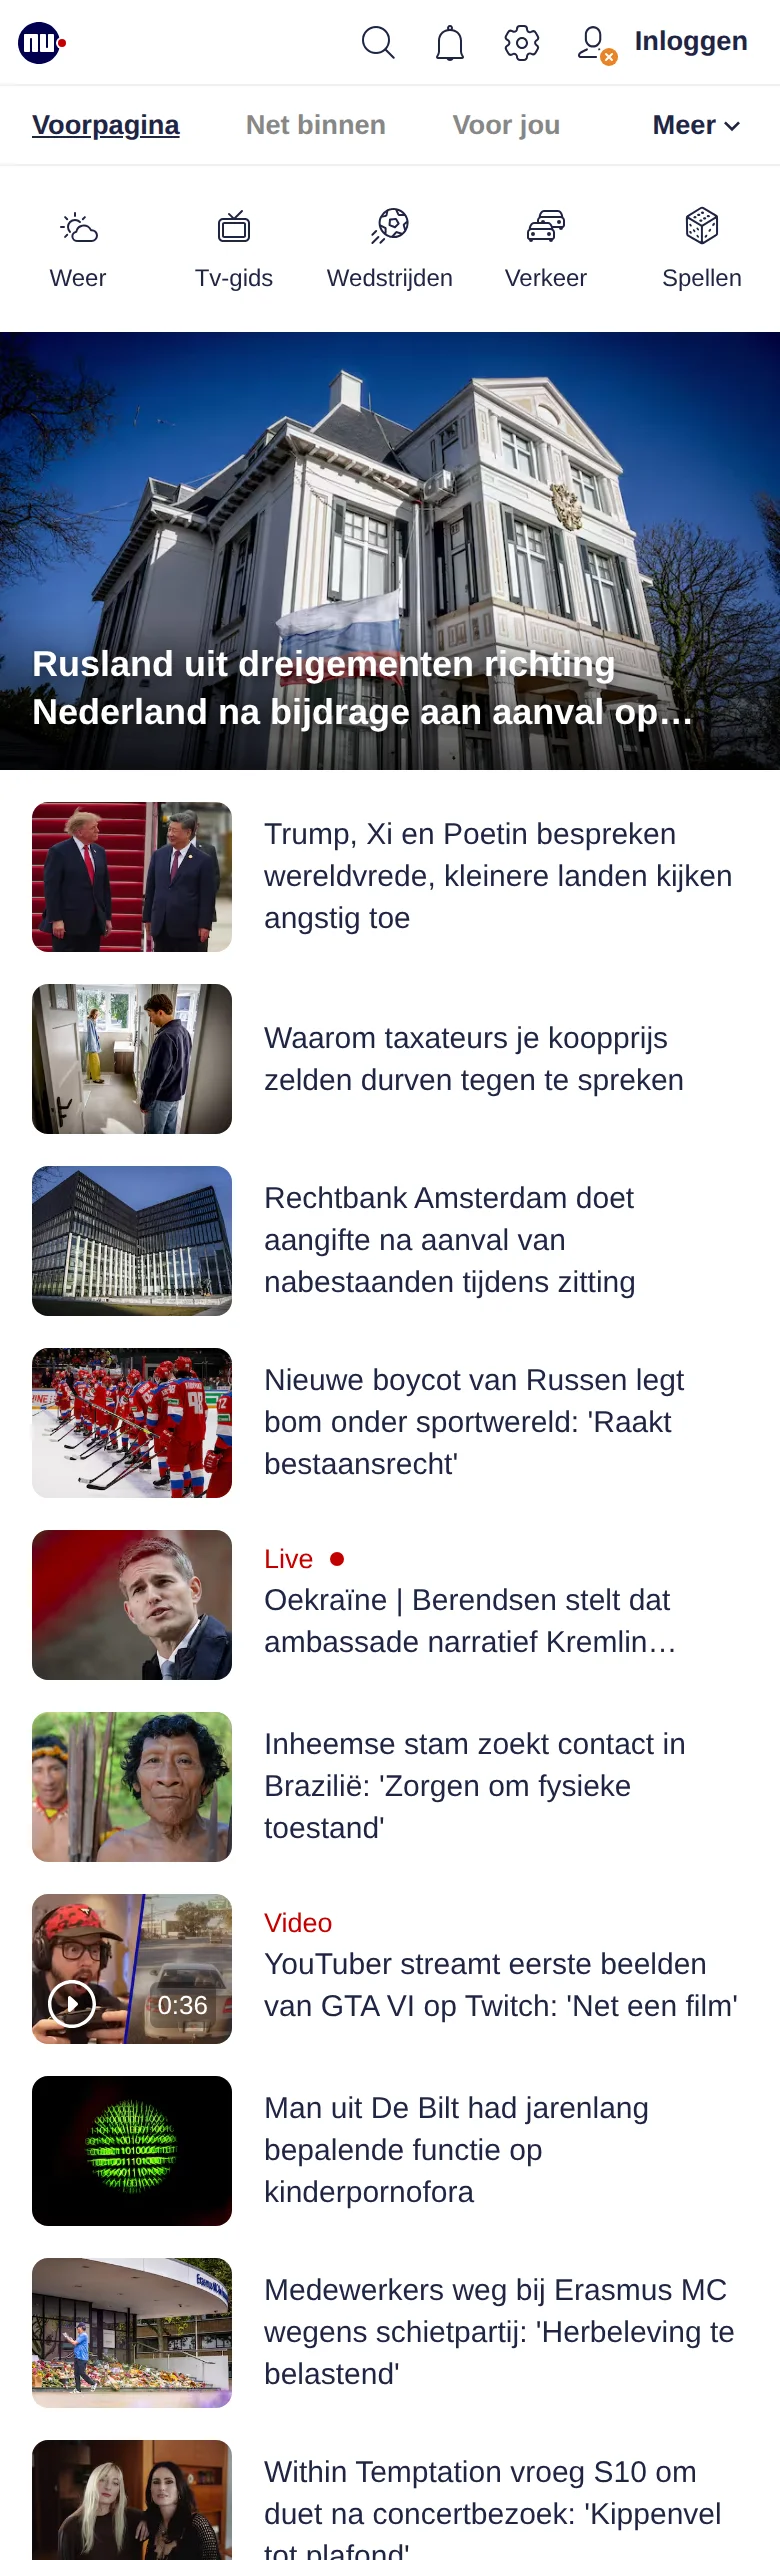 nu
Inloggen
Voorpagina Net binnen Voor jou Meer
Weer Tv-gids Wedstrijden Verkeer Spellen
Rusland uit dreigementen richting
Nederland na bijdrage aan aanval op...
Trump, Xi en Poetin bespreken
wereldvrede, kleinere landen kijken
angstig toe
Waarom taxateurs je koopprijs
zelden durven tegen te spreken
Rechtbank Amsterdam doet
aangifte na aanval van
nabestaanden tijdens zitting
Nieuwe boycot van Russen legt
bom onder sportwereld: 'Raakt
bestaansrecht'
98
Live
Oekraïne | Berendsen stelt dat
ambassade narratief Kremlin...
Inheemse stam zoekt contact in
Brazilië: 'Zorgen om fysieke
toestand'
Video
YouTuber streamt eerste beelden
van GTA VI op Twitch: 'Net een film'
0:36
Man uit De Bilt had jarenlang
bepalende functie op
kinderpornofora
Medewerkers weg bij Erasmus MC
wegens schietpartij: 'Herbeleving te
belastend'
Erasmus MC
Within Temptation vroeg S10 om
duet na concertbezoek: 'Kippenvel
tot plafond'